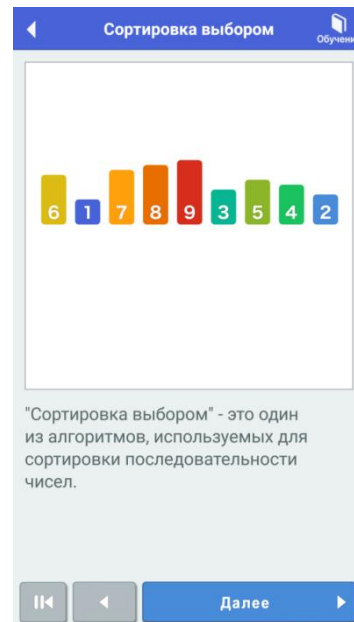 Сортировка выбором
Обучени
6 1 7 8 9 3 5 4 2
"Сортировка выбором" - это один
из алгоритмов, используемых для
сортировки последовательности
чисел.
Далее